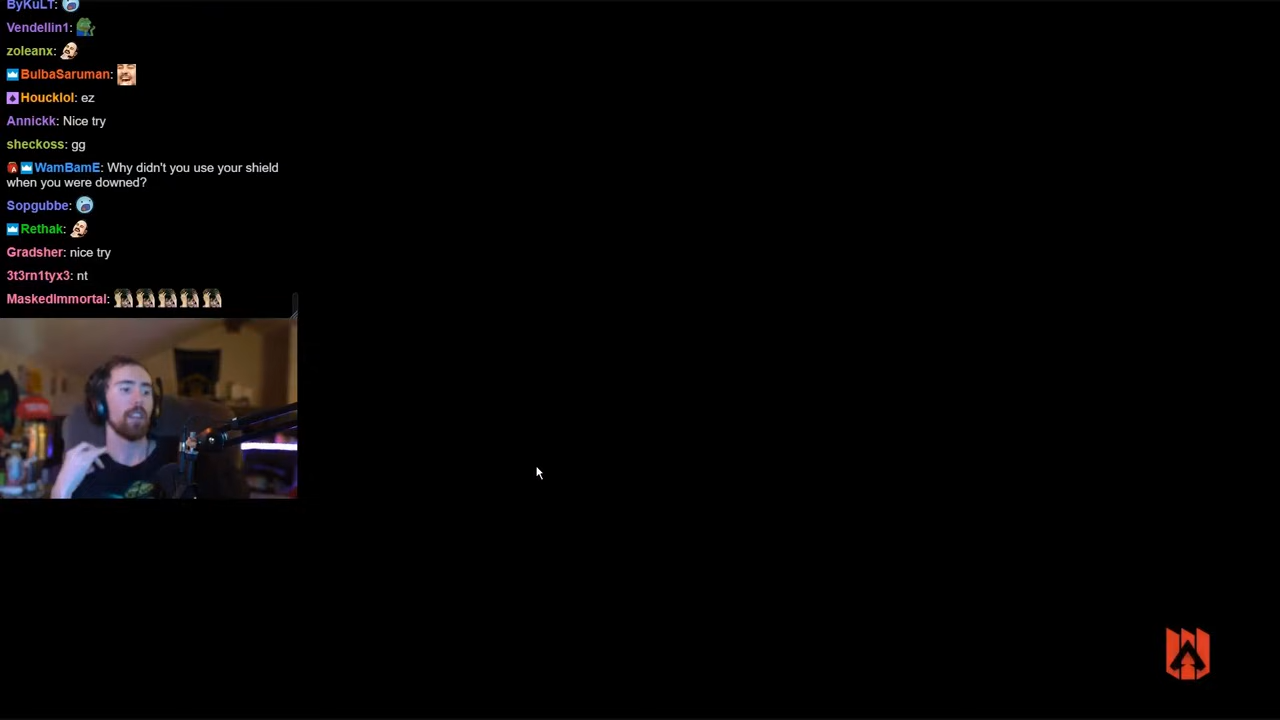 ByKuLT:
Vendellin1:
zoleanx:
BulbaSaruman:
Houcklol: ez
Annickk: Nice try
sheckoss: gg
WamBamE: Why didn't you use your shield
when you were downed?
Sopgubbe:
Rethak:
Gradsher: nice try
3t3rn1tyx3: nt
MaskedImmortal: